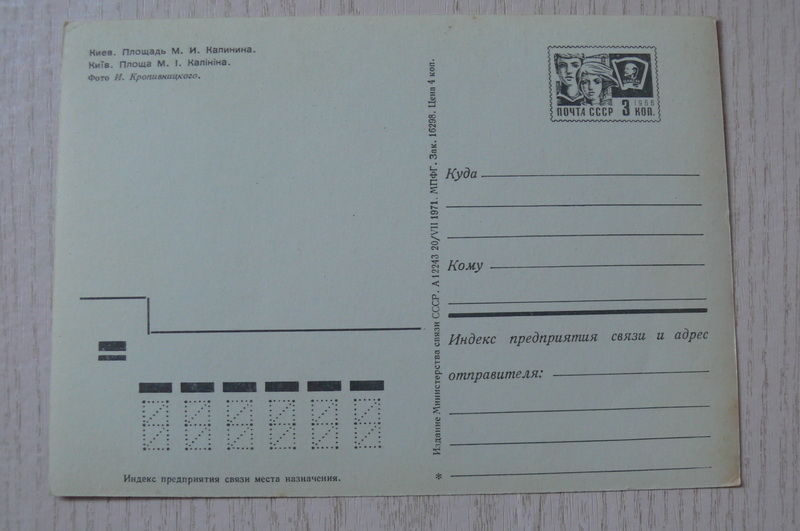 Киев. Площадь М. И. Калинина.
Київ. Площа М. І. Калініна.
Фото И. Кропивницкого.
Издание Министерства связи СССР. А 12243 20/VII 1971. МПФГ. Зак. 16298. Цена 4 коп.
1966
ПОЧТА СССР 3 КОП.
Куда
Кому
Индекс предприятия связи и адрес
отправителя:
*
Индекс предприятия связи места назначения.